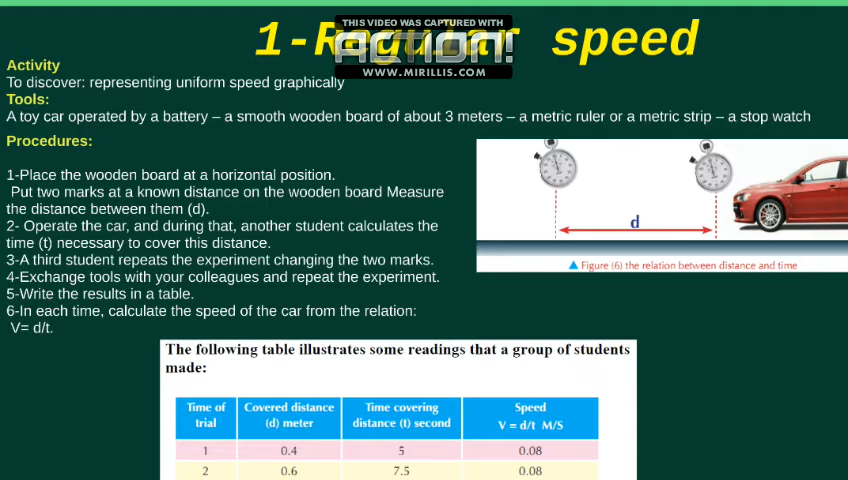 1-Regular speed
THIS VIDEO WAS CAPTURED WITH
ACTION!
WWW.MIRILLIS.COM
Activity
To discover: representing uniform speed graphically
Tools:
A toy car operated by a battery – a smooth wooden board of about 3 meters – a metric ruler or a metric strip – a stop watch
Procedures:
1-Place the wooden board at a horizontal position.
Put two marks at a known distance on the wooden board Measure
the distance between them (d).
2- Operate the car, and during that, another student calculates the
time (t) necessary to cover this distance.
3-A third student repeats the experiment changing the two marks.
4-Exchange tools with your colleagues and repeat the experiment.
5-Write the results in a table.
6-In each time, calculate the speed of the car from the relation:
V= d/t.
d
▲ Figure (6) the relation between distance and time
The following table illustrates some readings that a group of students
made:
Time of trial | Covered distance (d) meter | Time covering distance (t) second | Speed V = d/t M/S
1 0.4 5 0.08
2 0.6 7.5 0.08